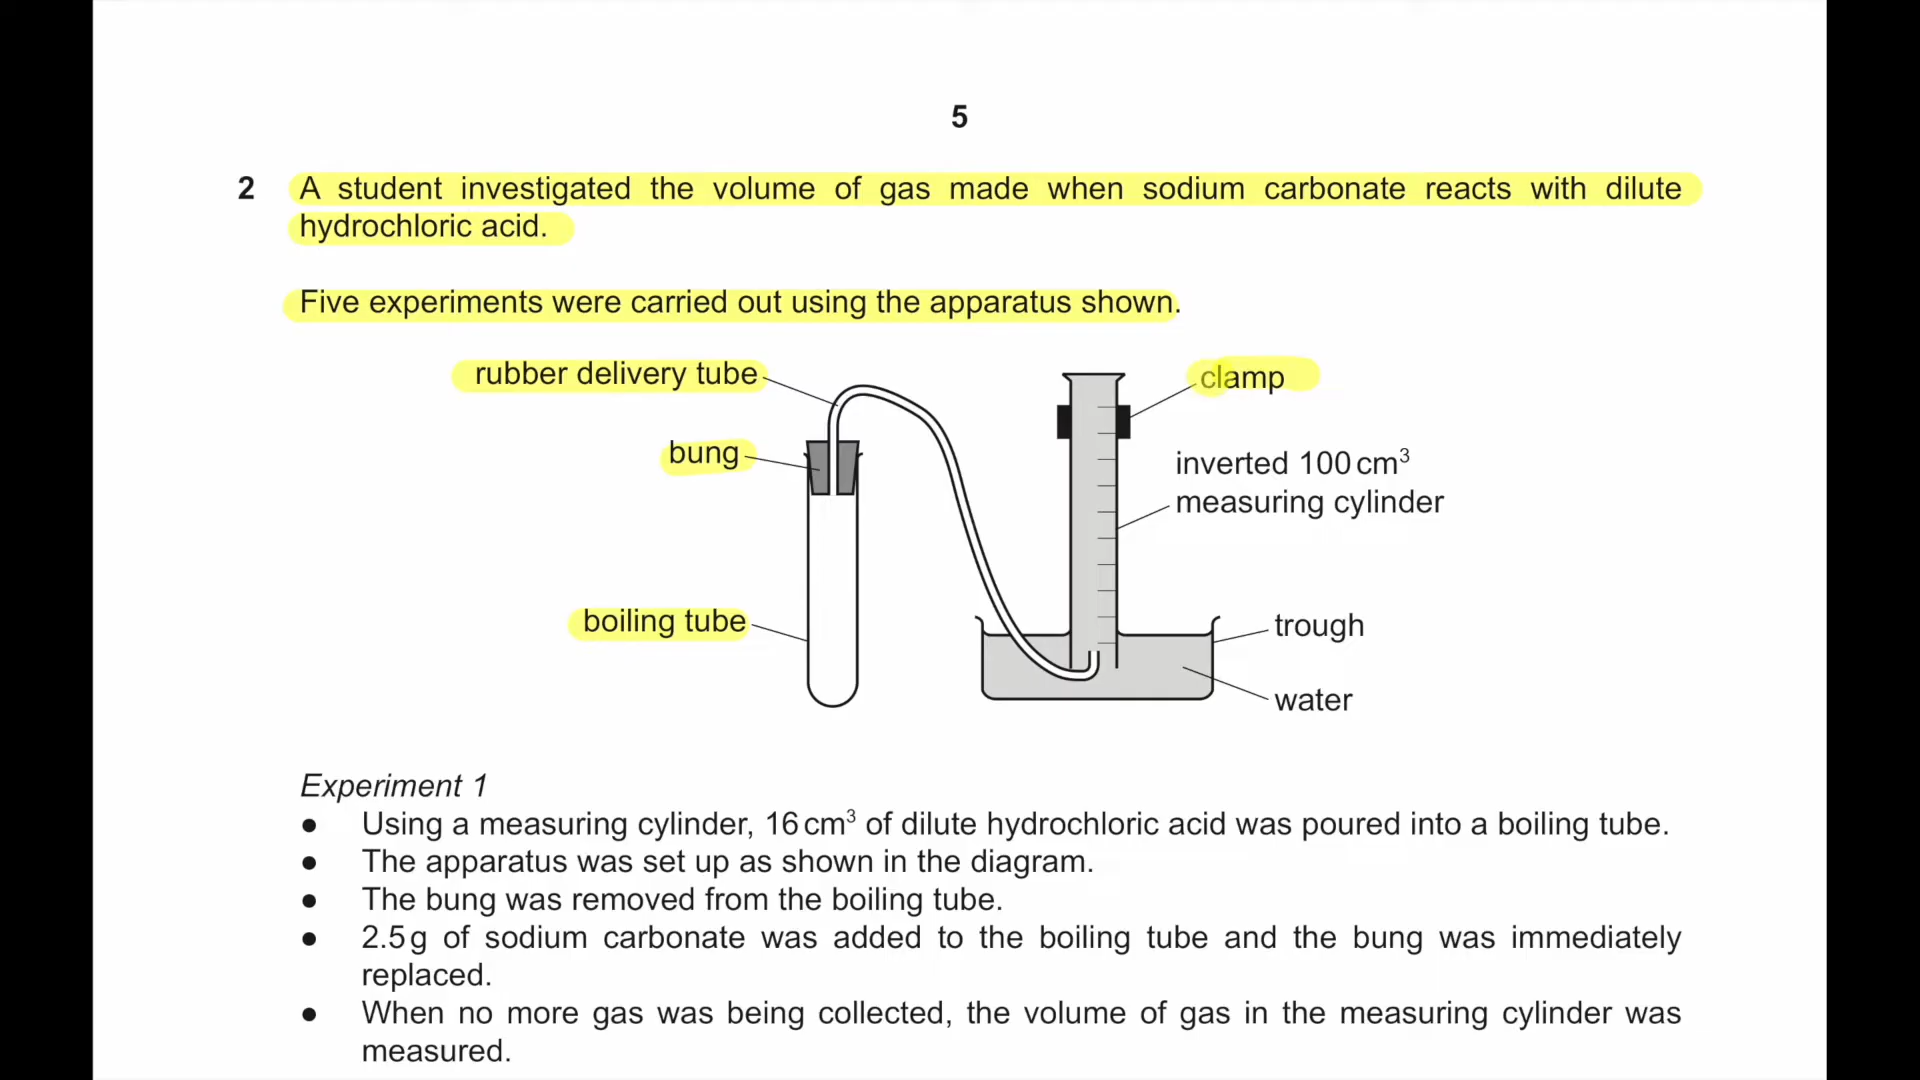 5
2 A student investigated the volume of gas made when sodium carbonate reacts with dilute
hydrochloric acid.
Five experiments were carried out using the apparatus shown.
rubber delivery tube
clamp
bung
inverted 100 cm³
measuring cylinder
boiling tube
trough
water
Experiment 1
● Using a measuring cylinder, 16 cm³ of dilute hydrochloric acid was poured into a boiling tube.
● The apparatus was set up as shown in the diagram.
● The bung was removed from the boiling tube.
● 2.5 g of sodium carbonate was added to the boiling tube and the bung was immediately
replaced.
● When no more gas was being collected, the volume of gas in the measuring cylinder was
measured.